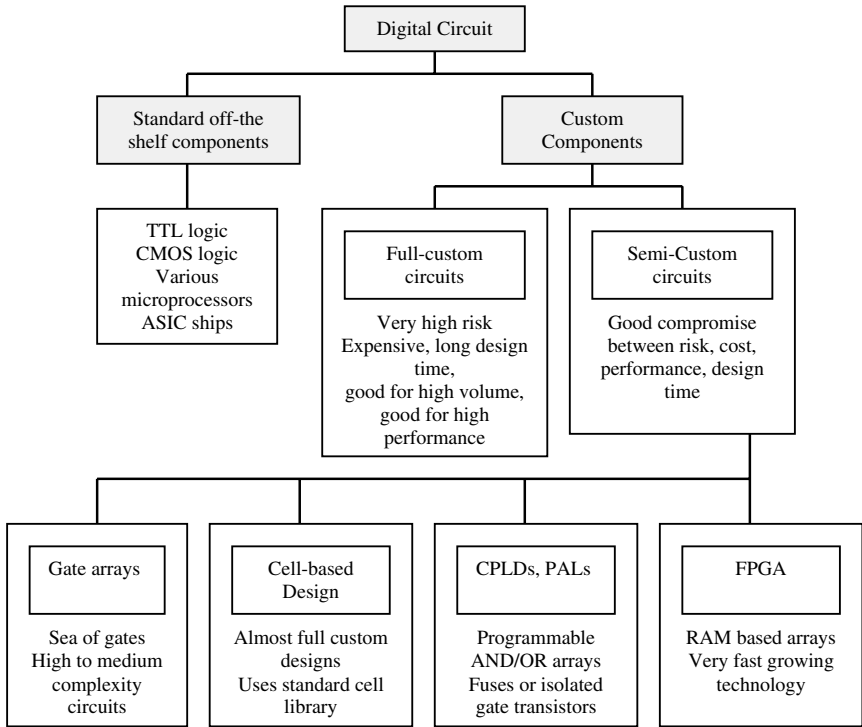 Digital Circuit
Standard off-the
shelf components
Custom
Components
TTL logic
CMOS logic
Various
microprocessors
ASIC ships
Full-custom
circuits
Very high risk
Expensive, long design
time,
good for high volume,
good for high
performance
Semi-Custom
circuits
Good compromise
between risk, cost,
performance, design
time
Gate arrays
Sea of gates
High to medium
complexity
circuits
Cell-based
Design
Almost full custom
designs
Uses standard cell
library
CPLDs, PALs
Programmable
AND/OR arrays
Fuses or isolated
gate transistors
FPGA
RAM based arrays
Very fast growing
technology